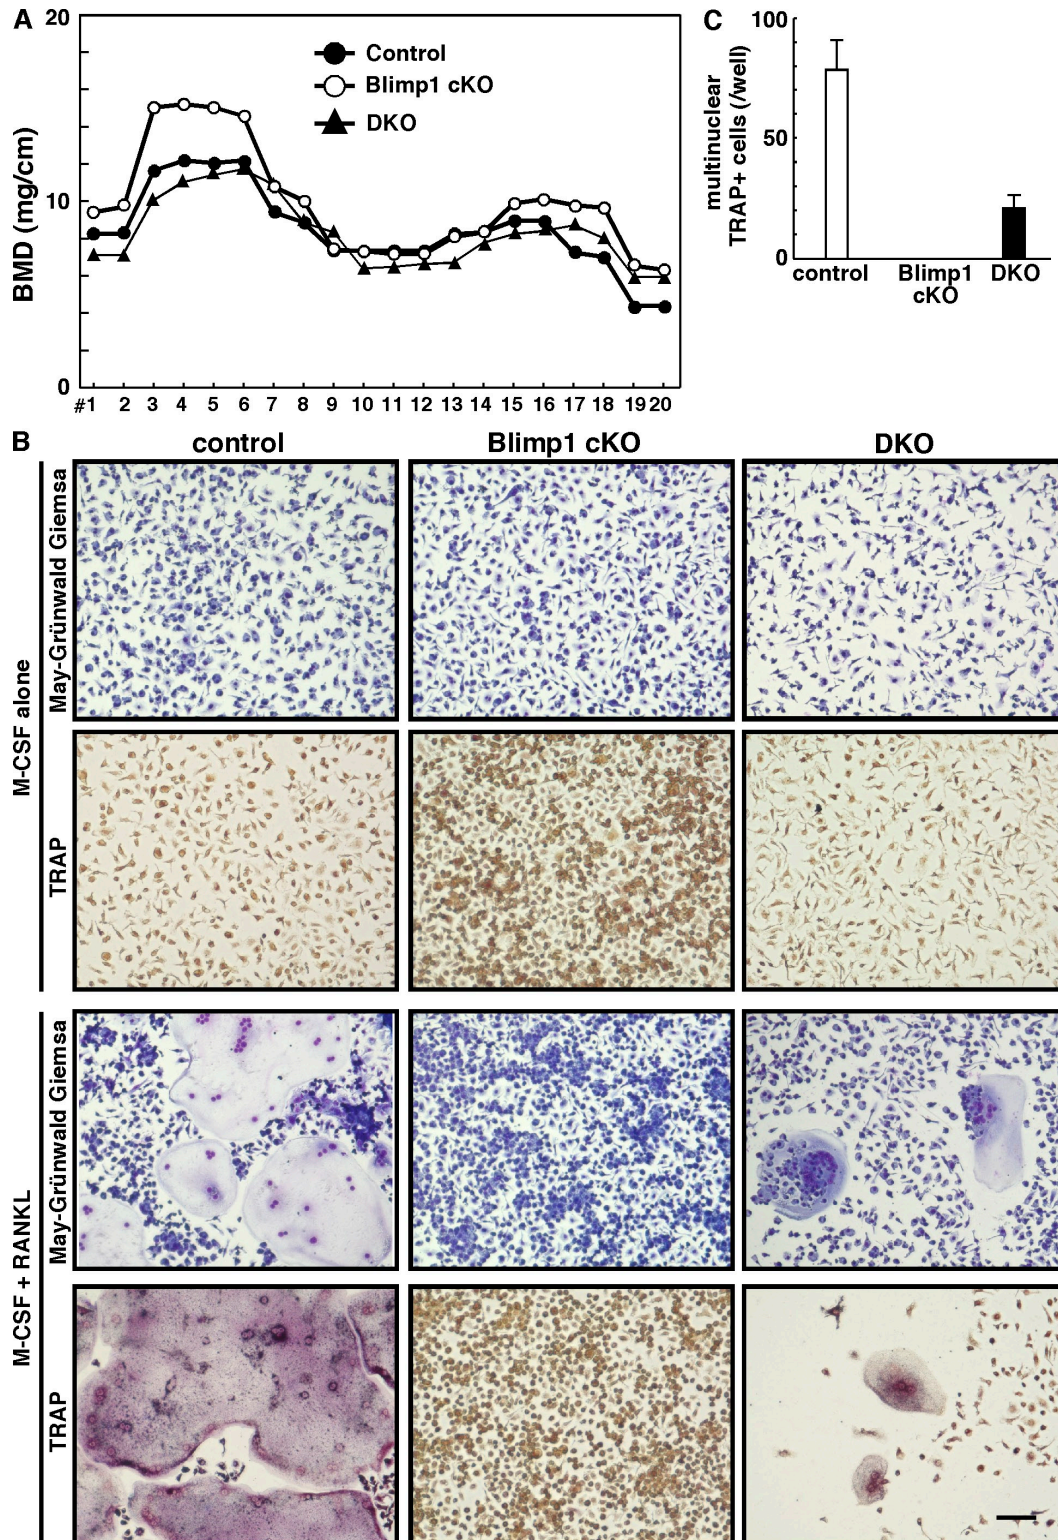 A
20
10
0
BMD (mg/cm)
Control
Blimp1 cKO
DKO
#1 2 3 4 5 6 7 8 9 10 11 12 13 14 15 16 17 18 19 20
C
100
50
0
multinuclear
TRAP+ cells (/well)
control
Blimp1
cKO
DKO
B
control
Blimp1 cKO
DKO
M-CSF alone
May-Grünwald Giemsa
TRAP
M-CSF + RANKL
May-Grünwald Giemsa
TRAP